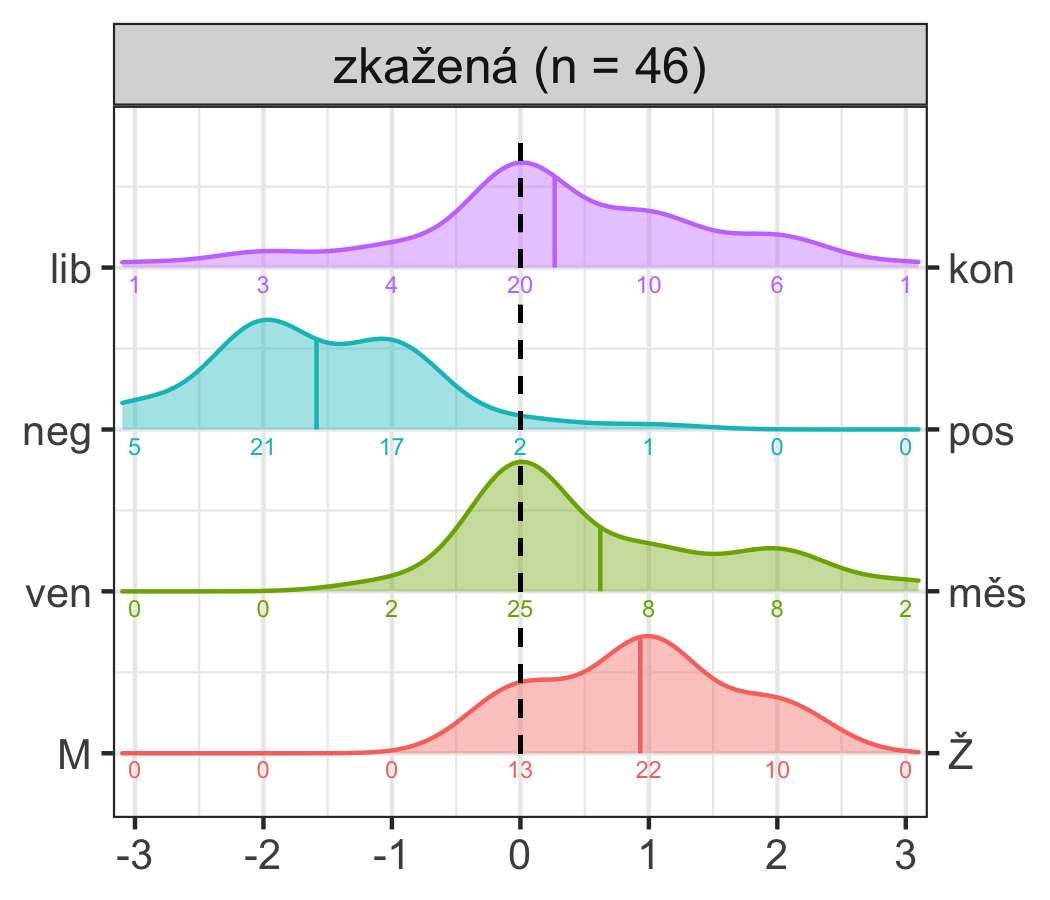 zkažená (n = 46)
lib kon
1 3 4 20 10 6 1
neg pos
5 21 17 2 1 0 0
ven měs
0 0 2 25 8 8 2
M Ž
0 0 0 13 22 10 0
-3 -2 -1 0 1 2 3